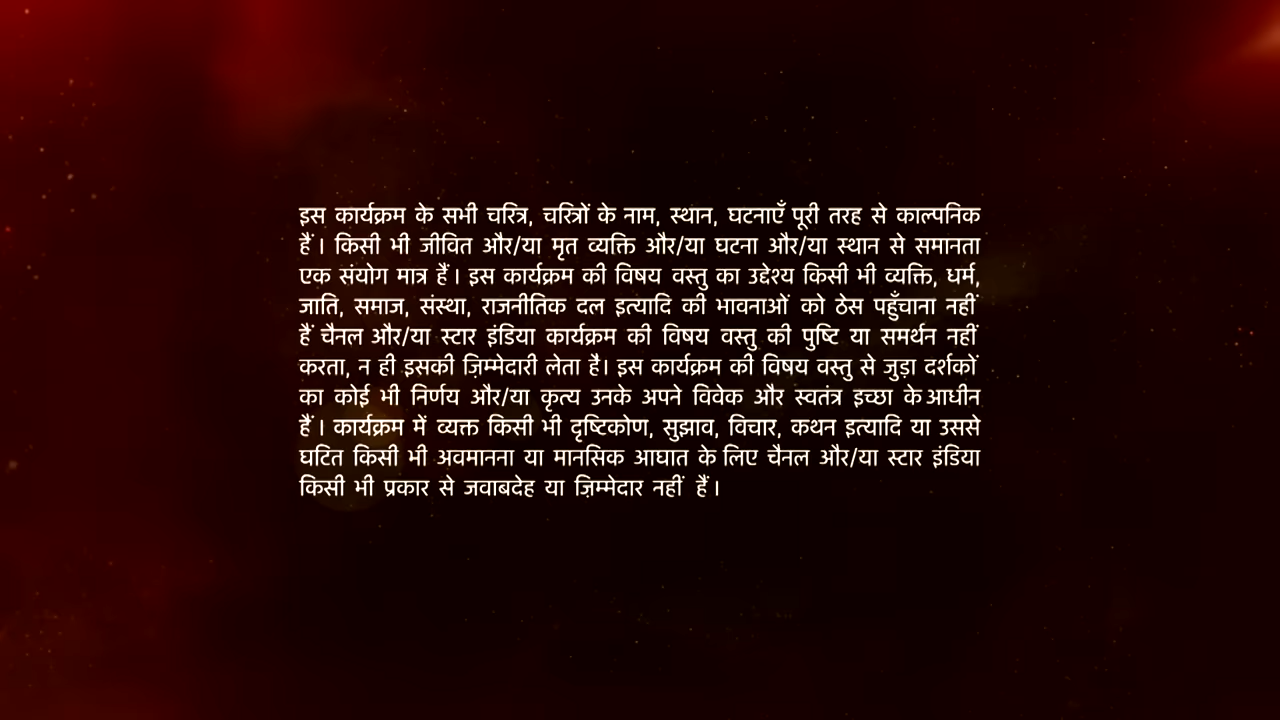 इस कार्यक्रम के सभी चरित्र, चरित्रों के नाम, स्थान, घटनाएँ पूरी तरह से काल्पनिक
हैं । किसी भी जीवित और/या मृत व्यक्ति और/या घटना और/या स्थान से समानता
एक संयोग मात्र हैं । इस कार्यक्रम की विषय वस्तु का उद्देश्य किसी भी व्यक्ति, धर्म,
जाति, समाज, संस्था, राजनीतिक दल इत्यादि की भावनाओं को ठेस पहुँचाना नहीं
हैं चैनल और/या स्टार इंडिया कार्यक्रम की विषय वस्तु की पुष्टि या समर्थन नहीं
करता, न ही इसकी ज़िम्मेदारी लेता है। इस कार्यक्रम की विषय वस्तु से जुड़ा दर्शकों
का कोई भी निर्णय और/या कृत्य उनके अपने विवेक और स्वतंत्र इच्छा के आधीन
हैं । कार्यक्रम में व्यक्त किसी भी दृष्टिकोण, सुझाव, विचार, कथन इत्यादि या उससे
घटित किसी भी अवमानना या मानसिक आघात के लिए चैनल और/या स्टार इंडिया
किसी भी प्रकार से जवाबदेह या ज़िम्मेदार नहीं हैं ।